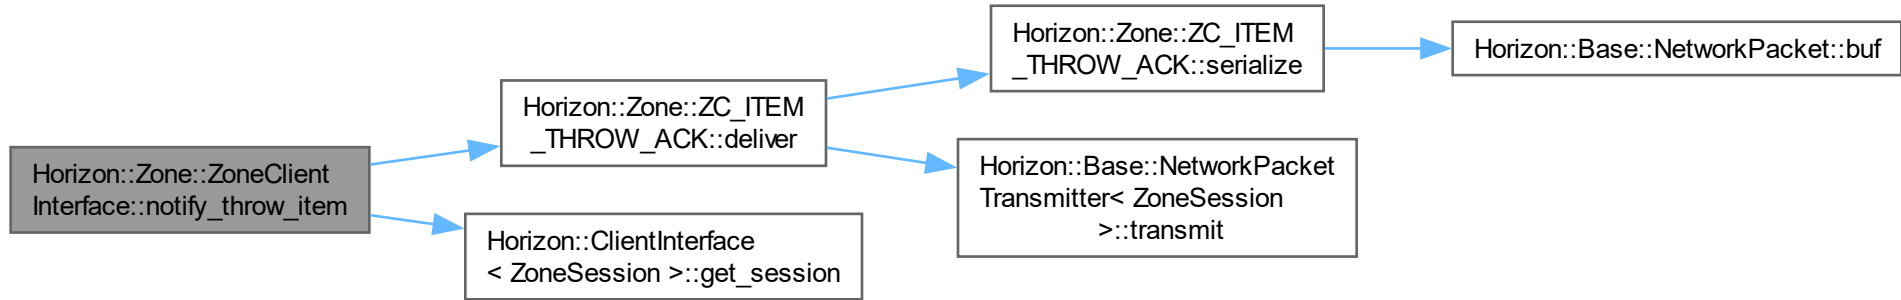 Horizon::Zone::ZoneClient
Interface::notify_throw_item
Horizon::Zone::ZC_ITEM
_THROW_ACK::deliver
Horizon::Zone::ZC_ITEM
_THROW_ACK::serialize
Horizon::Base::NetworkPacket::buf
Horizon::Base::NetworkPacket
Transmitter< ZoneSession
>::transmit
Horizon::ClientInterface
< ZoneSession >::get_session